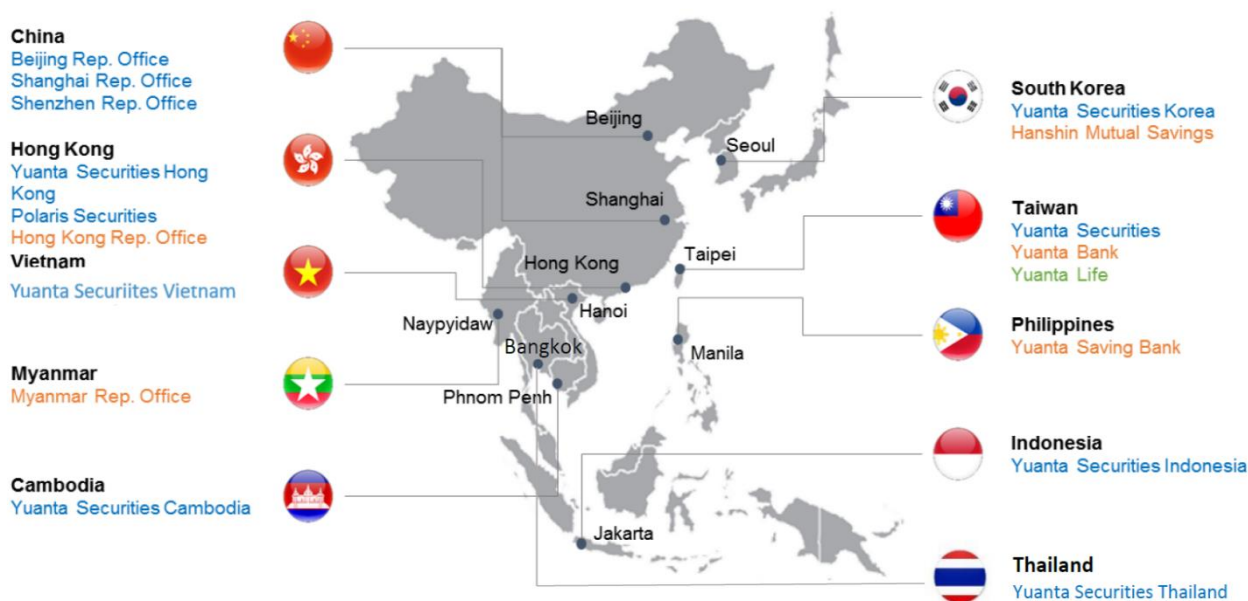 China
Beijing Rep. Office
Shanghai Rep. Office
Shenzhen Rep. Office
Hong Kong
Yuanta Securities Hong
Kong
Polaris Securities
Hong Kong Rep. Office
Vietnam
Yuanta Securiites Vietnam
Myanmar
Myanmar Rep. Office
Cambodia
Yuanta Securities Cambodia
Beijing
Seoul
Shanghai
Taipei
Hong Kong
Hanoi
Naypyidaw
Bangkok
Manila
Phnom Penh
Jakarta
South Korea
Yuanta Securities Korea
Hanshin Mutual Savings
Taiwan
Yuanta Securities
Yuanta Bank
Yuanta Life
Philippines
Yuanta Saving Bank
Indonesia
Yuanta Securities Indonesia
Thailand
Yuanta Securities Thailand